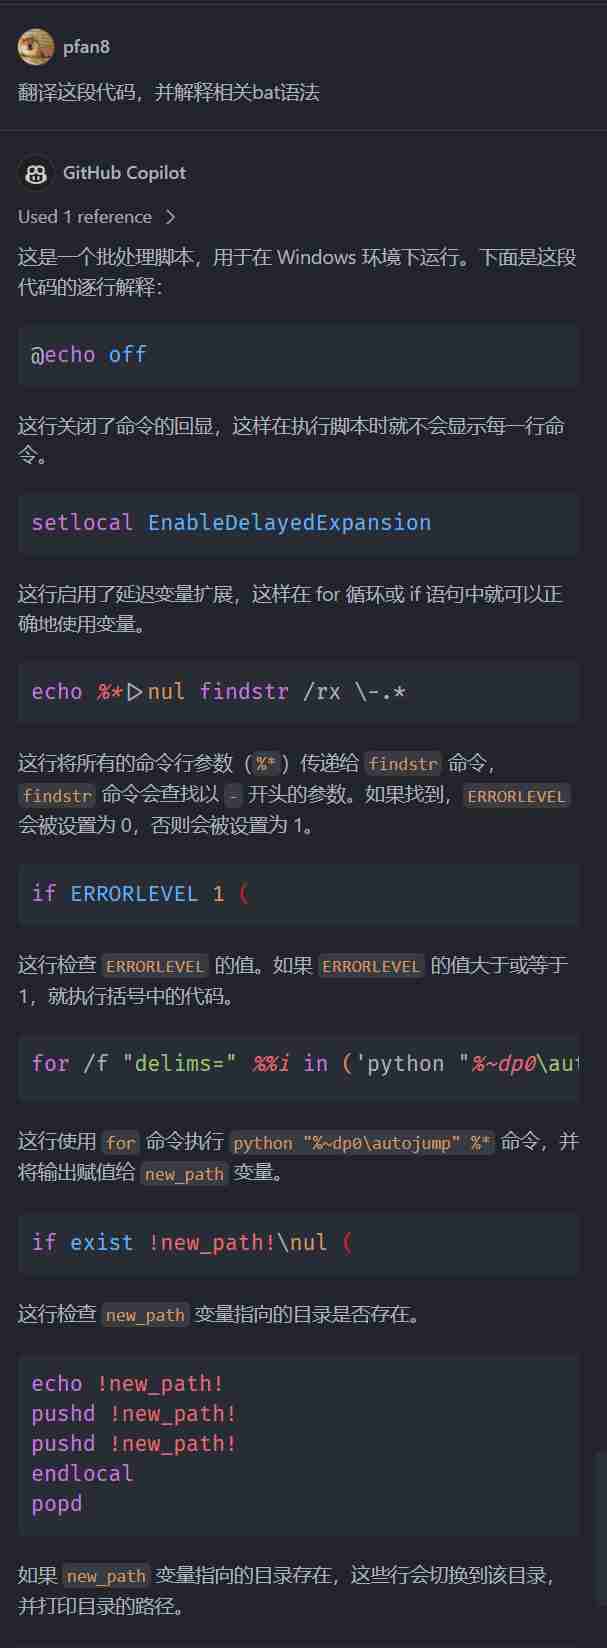 pfan8
翻译这段代码，并解释相关bat语法
GitHub Copilot
Used 1 reference
这是一个批处理脚本，用于在 Windows 环境下运行。下面是这段
代码的逐行解释：
@echo off
这行关闭了命令的回显，这样在执行脚本时就不会显示每一行命
令。
setlocal EnableDelayedExpansion
这行启用了延迟变量扩展，这样在 for 循环或 if 语句中就可以正
确地使用变量。
echo %*|>nul findstr /rx \-.*
这行将所有的命令行参数（%*）传递给 findstr 命令，
findstr 命令会查找以 - 开头的参数。如果找到，ERRORLEVEL
会被设置为 0，否则会被设置为 1。
if ERRORLEVEL 1 (
这行检查 ERRORLEVEL 的值。如果 ERRORLEVEL 的值大于或等于
1，就执行括号中的代码。
for /f "delims=" %%i in ('python "%~dp0\aut
这行使用 for 命令执行 python "%~dp0\autojump" %* 命令，并
将输出赋值给 new_path 变量。
if exist !new_path!\nul (
这行检查 new_path 变量指向的目录是否存在。
echo !new_path!
pushd !new_path!
pushd !new_path!
endlocal
popd
如果 new_path 变量指向的目录存在，这些行会切换到该目录，
并打印目录的路径。